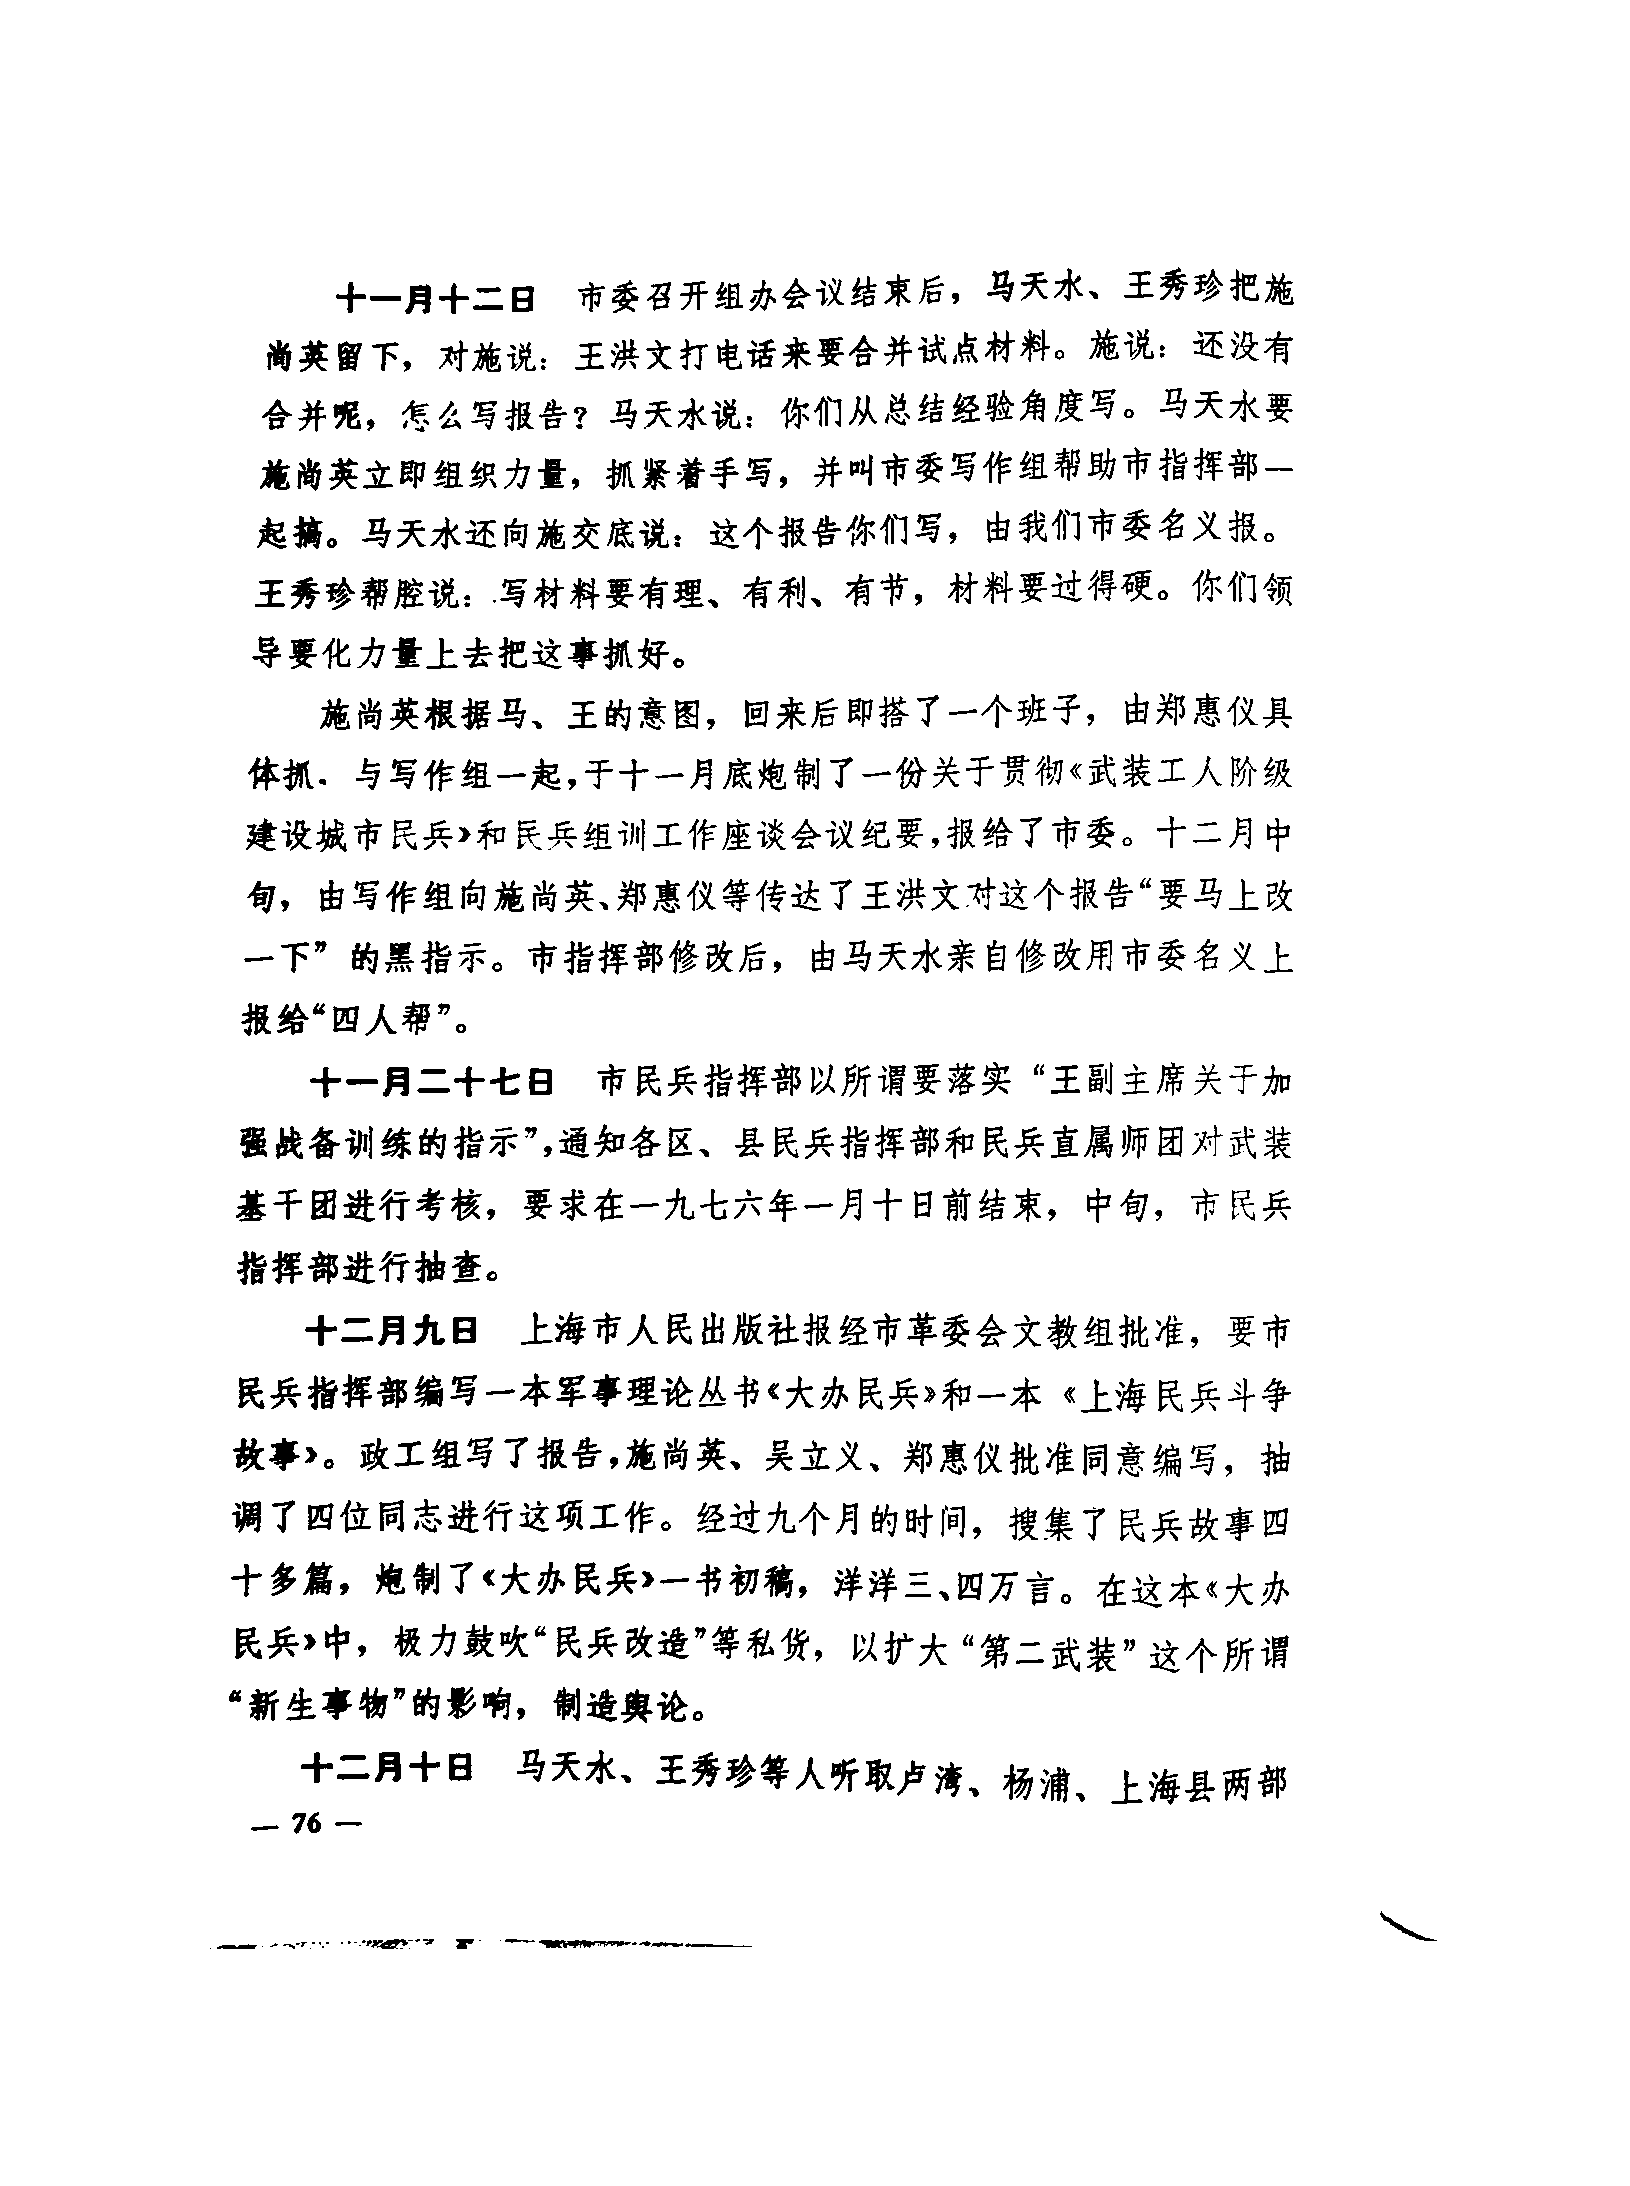 十一月十二日　市委召开组办会议结束后，马天水、王秀珍把施
尚英留下，对施说：王洪文打电话来要合并试点材料。施说：还没有
合并呢，怎么写报告？马天水说：你们从总结经验角度写。马天水要
施尚英立即组织力量，抓紧着手写，并叫市委写作组帮助市指挥部一
起搞。马天水还向施交底说：这个报告你们写，由我们市委名义报。
王秀珍帮腔说：写材料要有理、有利、有节，材料要过得硬。你们领
导要化力量上去把这事抓好。
施尚英根据马、王的意图，回来后即搭了一个班子，由郑惠仪具
体抓．与写作组一起，于十一月底炮制了一份关于贯彻《武装工人阶级
建设城市民兵》和民兵组训工作座谈会议纪要，报给了市委。十二月中
旬，由写作组向施尚英、郑惠仪等传达了王洪文对这个报告“要马上改
一下”的黑指示。市指挥部修改后，由马天水亲自修改用市委名义上
报给“四人帮”。
十一月二十七日　市民兵指挥部以所谓要落实“王副主席关于加
强战备训练的指示”，通知各区、县民兵指挥部和民兵直属师团对武装
基干团进行考核，要求在一九七六年一月十日前结束，中旬，市民兵
指挥部进行抽查。
十二月九日　上海市人民出版社报经市革委会文教组批准，要市
民兵指挥部编写一本军事理论丛书《大办民兵》和一本《上海民兵斗争
故事》。政工组写了报告，施尚英、吴立义、郑惠仪批准同意编写，抽
调了四位同志进行这项工作。经过九个月的时间，搜集了民兵故事四
十多篇，炮制了《大办民兵》一书初稿，洋洋三、四万言。在这本《大办
民兵》中，极力鼓吹“民兵改造”等私货，以扩大“第二武装”这个所谓
“新生事物”的影响，制造舆论。
十二月十日　马天水、王秀珍等人听取卢湾、杨浦、上海县两部
— 76 —